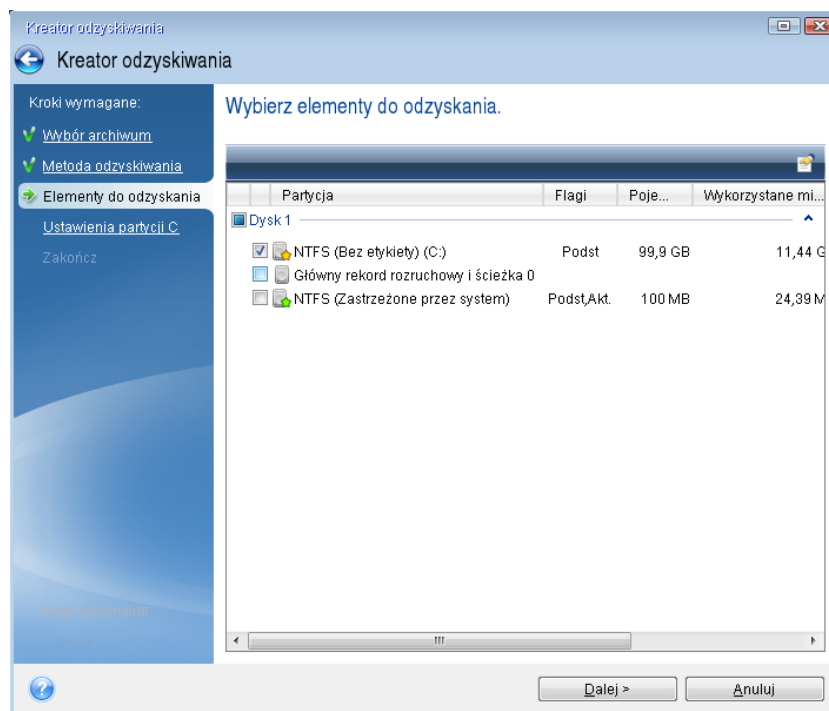 Kreator odzyskiwania
Kreator odzyskiwania
Kroki wymagane:
Wybór archiwum
Metoda odzyskiwania
Elementy do odzyskania
Ustawienia partycji C
Zakończ
Wybierz elementy do odzyskania.
Partycja Flagi Poje... Wykorzystane mi...
Dysk 1
NTFS (Bez etykiety) (C:) Podst 99,9 GB 11,44 G
Główny rekord rozruchowy i ścieżka 0
NTFS (Zastrzeżone przez system) Podst,Akt. 100 MB 24,39 M
Dalej >
Anuluj